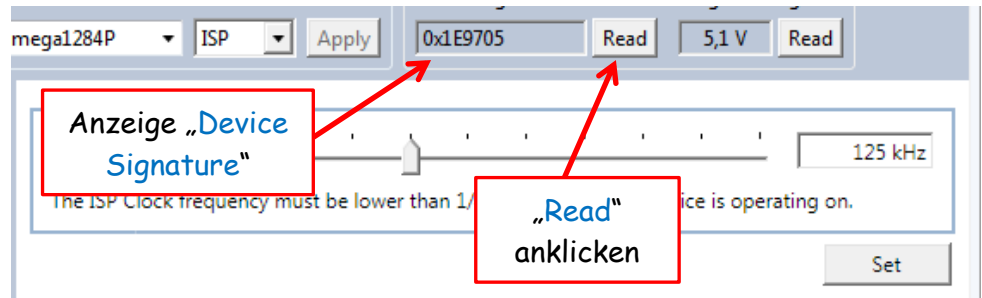 mega1284P ISP Apply 0x1E9705 Read 5,1 V Read
Anzeige „Device
Signature“
125 kHz
The ISP Clock frequency must be lower than 1/ ice is operating on.
„Read“
anklicken
Set